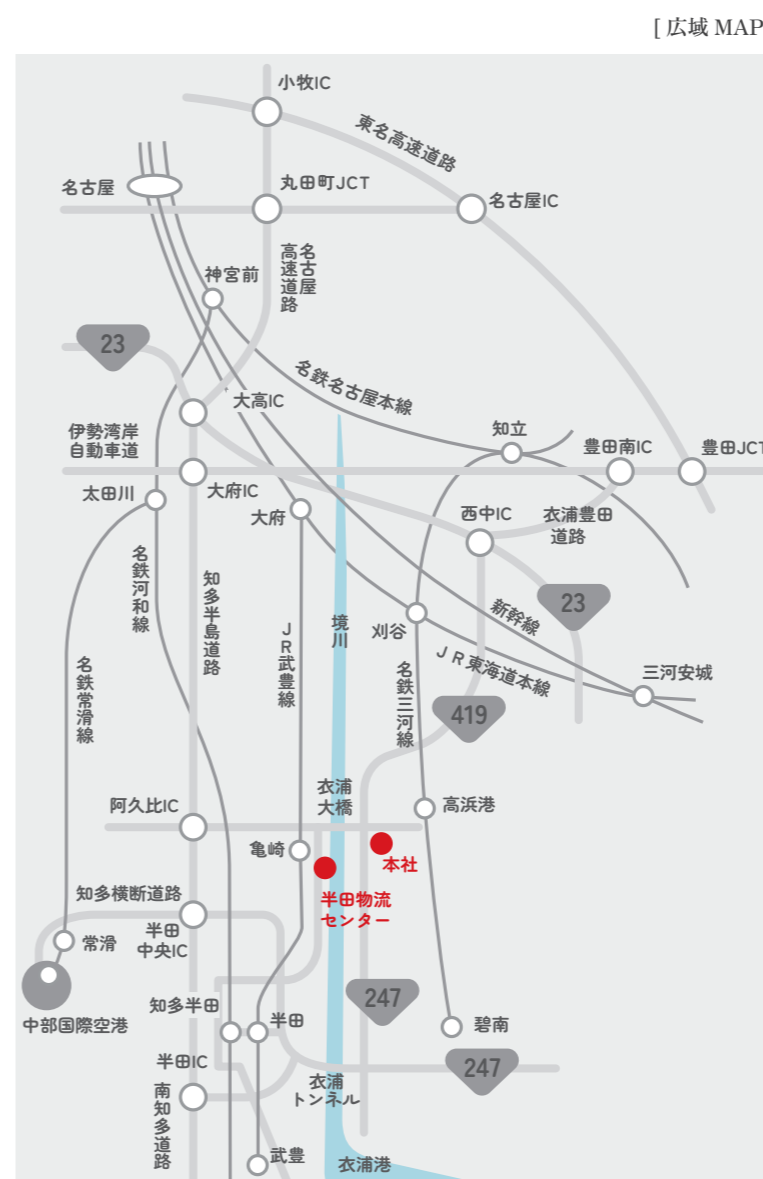 [ 広域 MAP
小牧IC
東名高速道路
名古屋
丸田町JCT
名古屋IC
名古屋
高速道路
神宮前
23
名鉄名古屋本線
大高IC
知立
伊勢湾岸
自動車道
豊田南IC
豊田JCT
太田川
大府IC
大府
西中IC
衣浦豊田
道路
名鉄河和線
知多半島道路
JR武豊線
境川
刈谷
新幹線
23
JR東海道本線
三河安城
名鉄常滑線
名鉄三河線
419
衣浦
大橋
阿久比IC
高浜港
亀崎
本社
知多横断道路
半田物流
センター
常滑
半田
中央IC
中部国際空港
知多半田
半田
247
碧南
半田IC
247
衣浦
トンネル
南知多道路
武豊
衣浦港